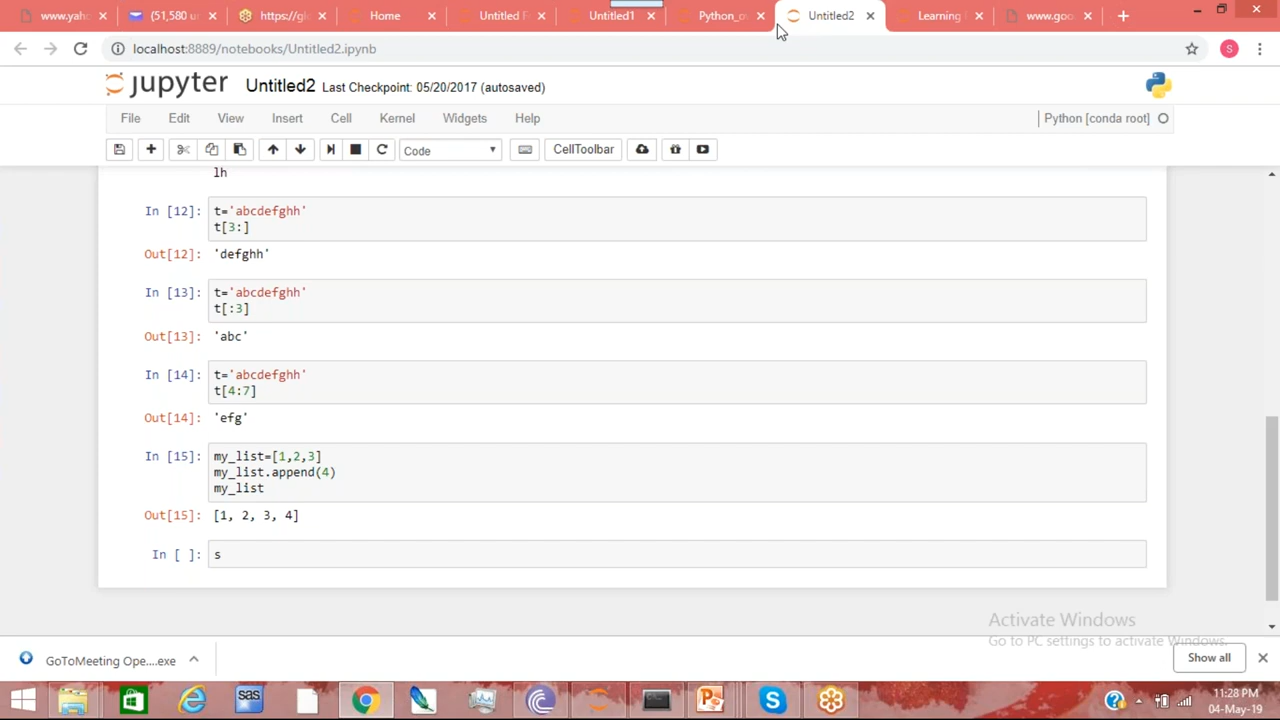 www.yaho
(51,580 u
https://glo
Home
Untitled F
Untitled1
Python_o
Untitled2
Learning
www.goo
localhost:8889/notebooks/Untitled2.ipynb
S
jupyter Untitled2 Last Checkpoint: 05/20/2017 (autosaved)
File Edit View Insert Cell Kernel Widgets Help
Python [conda root]
Code
CellToolbar
lh
In [12]: t='abcdefghh'
t[3:]
Out[12]: 'defghh'
In [13]: t='abcdefghh'
t[:3]
Out[13]: 'abc'
In [14]: t='abcdefghh'
t[4:7]
Out[14]: 'efg'
In [15]: my_list=[1,2,3]
my_list.append(4)
my_list
Out[15]: [1, 2, 3, 4]
In [ ]: s
Activate Windows
Go to PC settings to activate Windows.
GoToMeeting Ope....exe
Show all
sas
11:28 PM
04-May-19